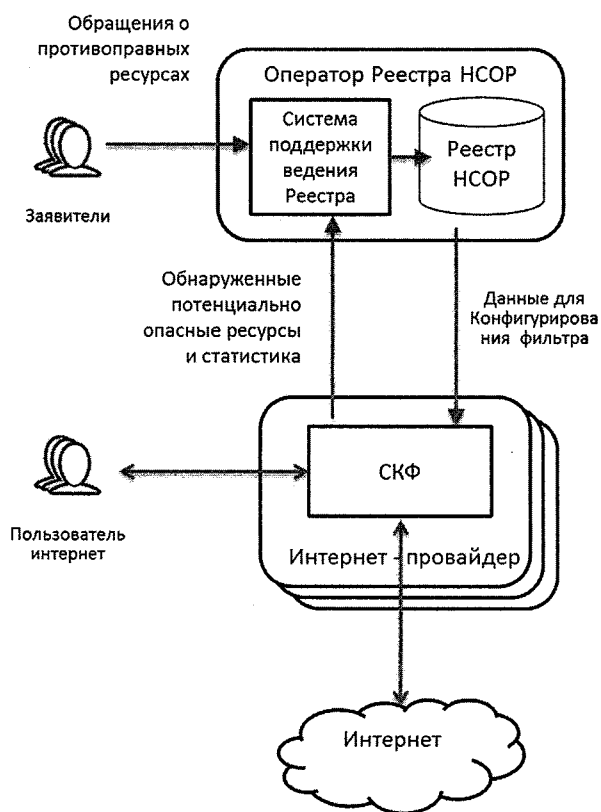 Обращения о
противоправных
ресурсах
Оператор Реестра НСОР
Система
поддержки
ведения
Реестра
Реестр
НСОР
Заявители
Обнаруженные
потенциально
опасные ресурсы
и статистика
Данные для
Конфигурирова
ния фильтра
СКФ
Пользователь
интернет
Интернет - провайдер
Интернет